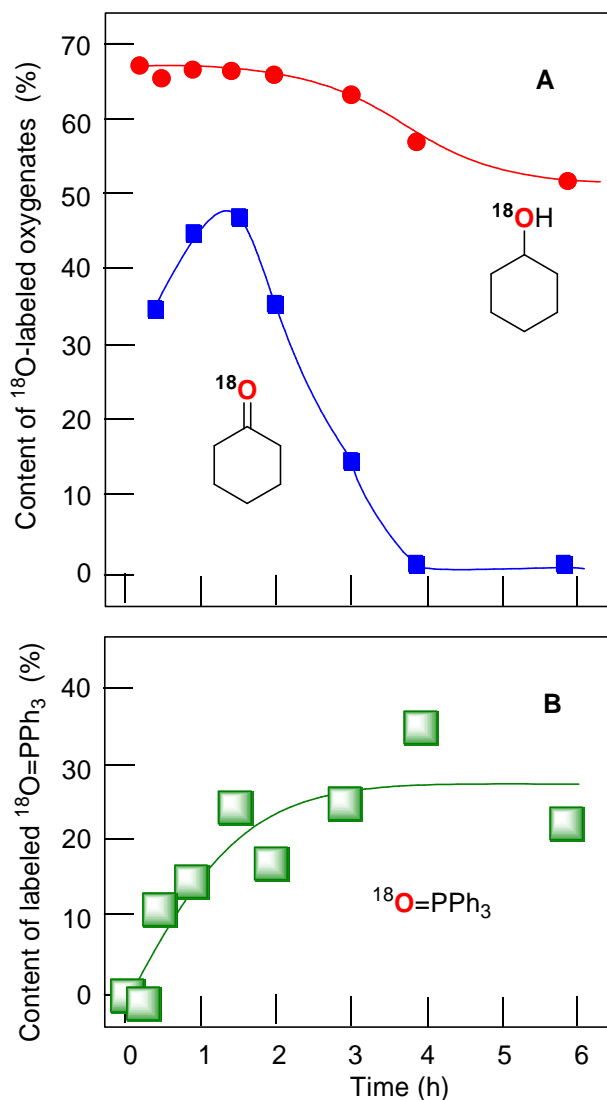 70
60
50
40
30
20
10
0
Content of ¹⁸O-labeled oxygenates (%)
A
¹⁸OH
¹⁸O
40
30
20
10
0
Content of labeled ¹⁸O=PPh₃ (%)
B
¹⁸O=PPh₃
0 1 2 3 4 5 6
Time (h)